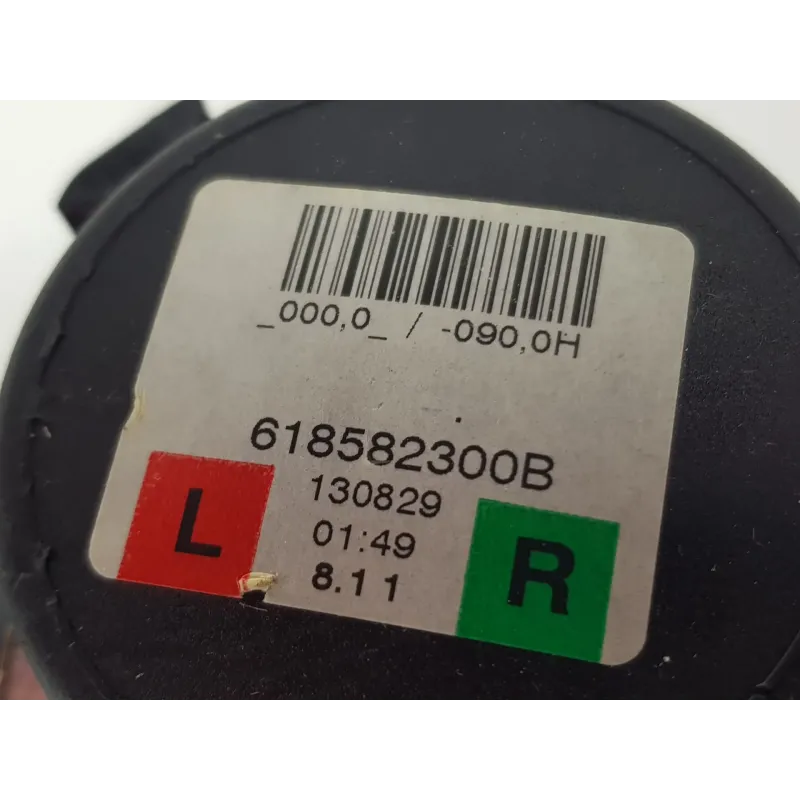 _000,0_ / -090,0H
618582300B
130829
01:49
8.11
L
R